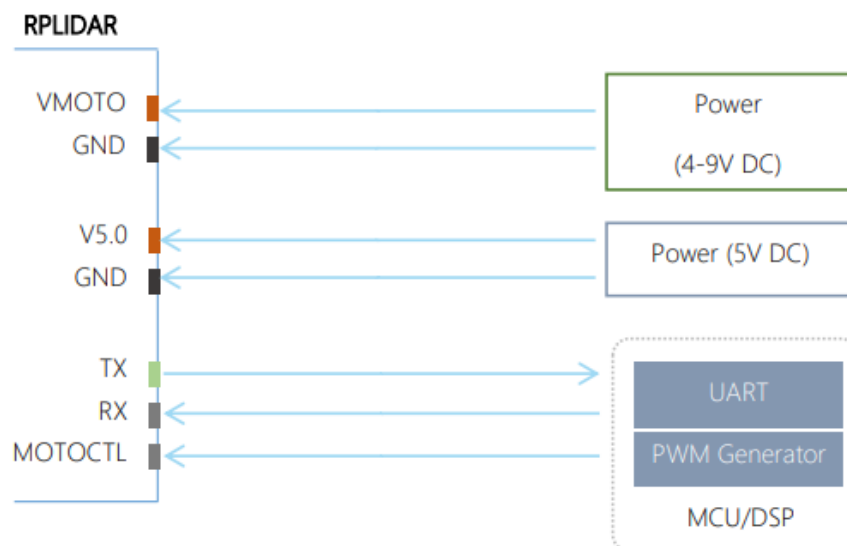 RPLIDAR
VMOTO
GND
Power
(4-9V DC)
V5.0
GND
Power (5V DC)
TX
RX
MOTOCTL
UART
PWM Generator
MCU/DSP